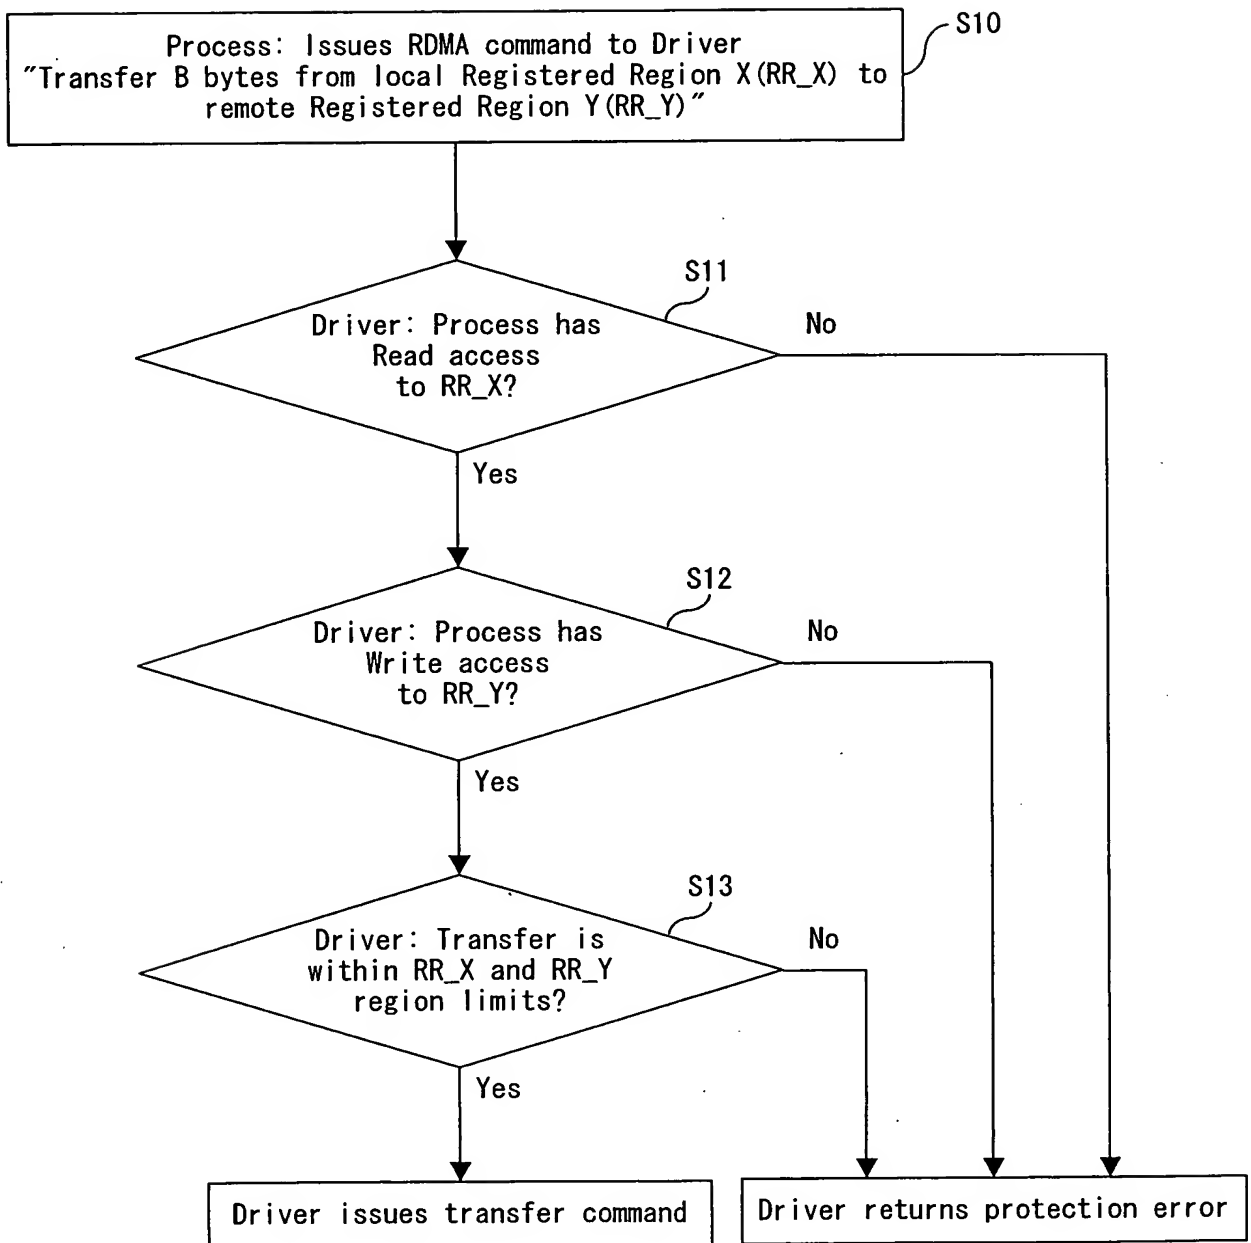 S10
Process: Issues RDMA command to Driver
"Transfer B bytes from local Registered Region X(RR_X) to
remote Registered Region Y(RR_Y)"
S11
Driver: Process has
Read access
to RR_X?
No
Yes
S12
Driver: Process has
Write access
to RR_Y?
No
Yes
S13
Driver: Transfer is
within RR_X and RR_Y
region limits?
No
Yes
Driver issues transfer command
Driver returns protection error